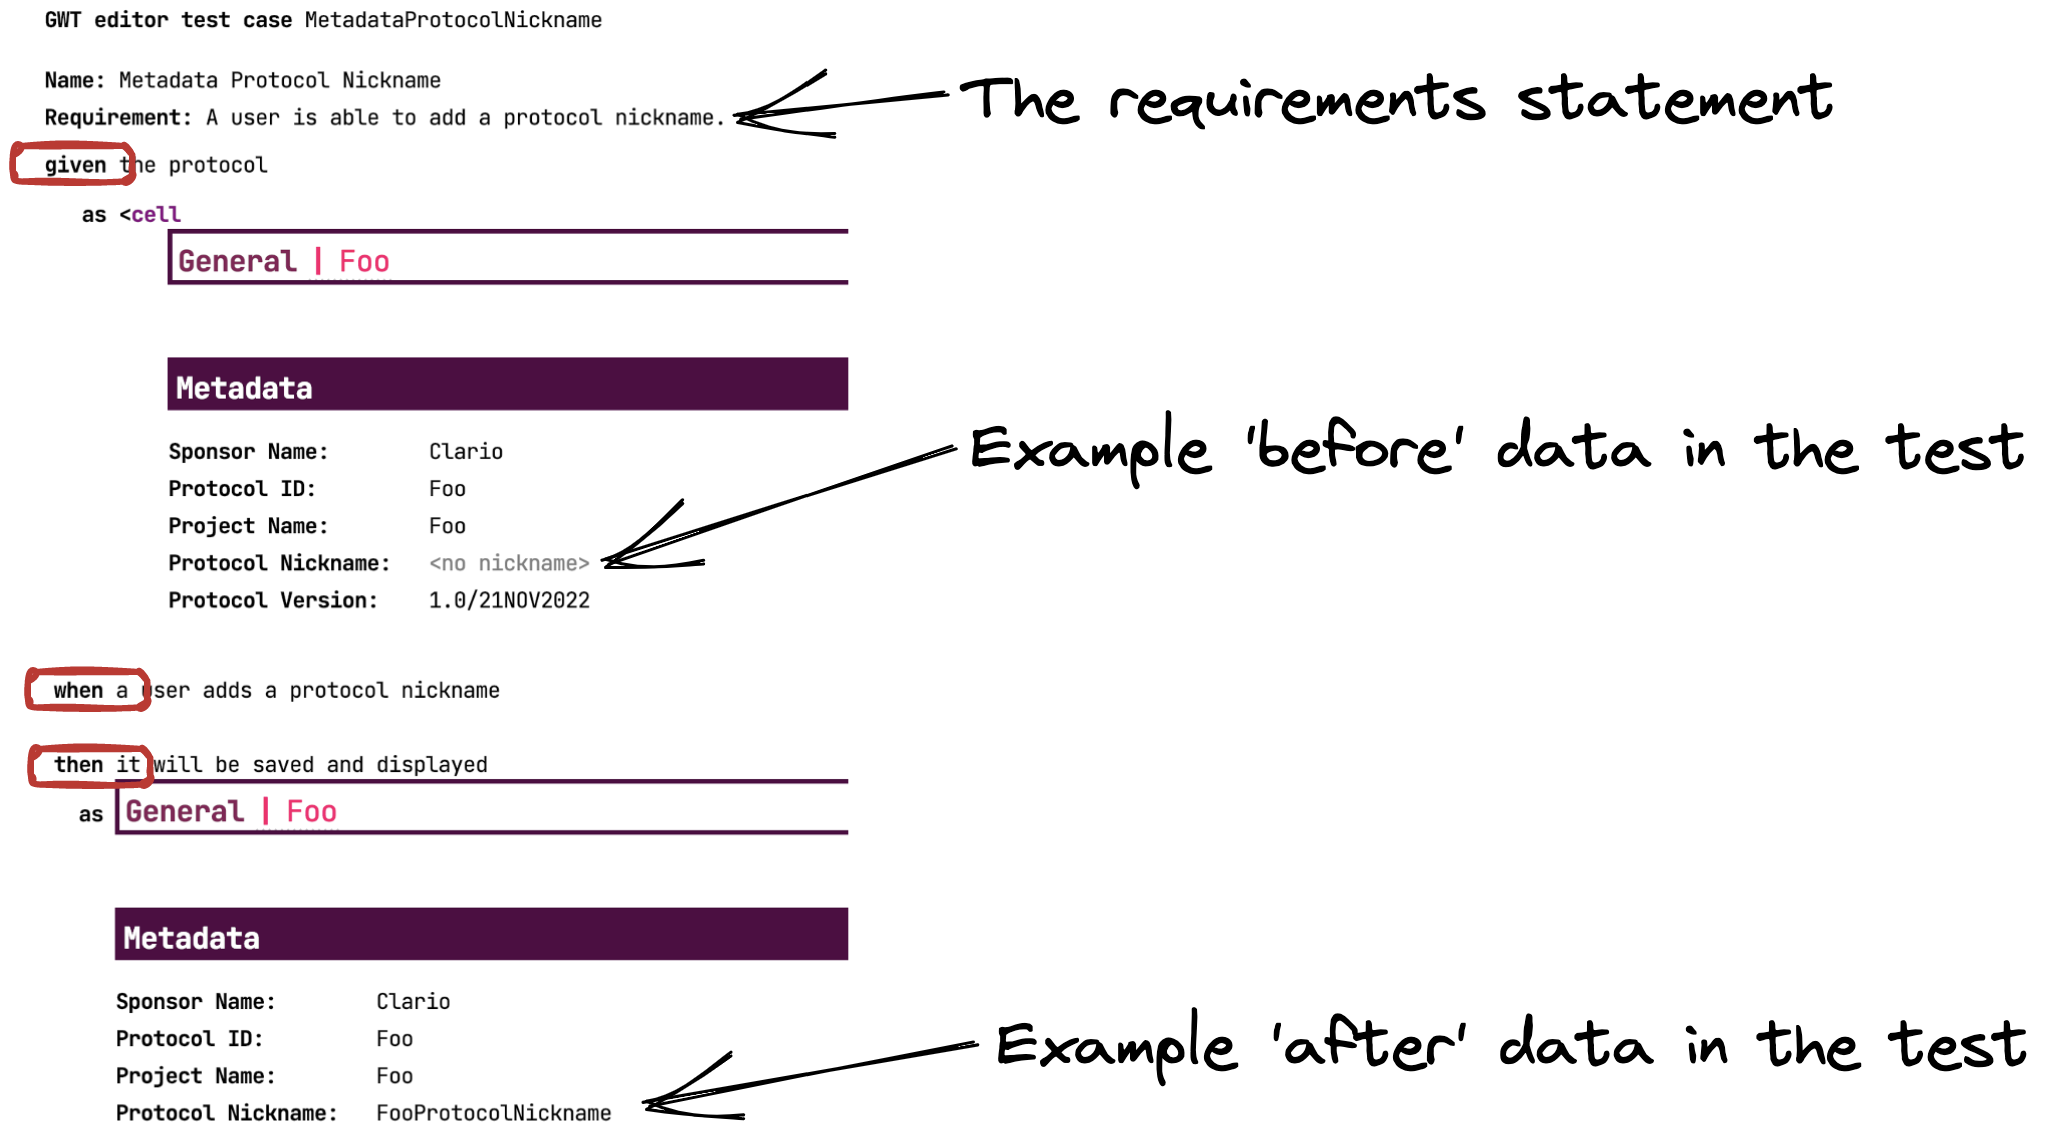 GWT editor test case MetadataProtocolNickname
Name: Metadata Protocol Nickname
Requirement: A user is able to add a protocol nickname.
The requirements statement
given the protocol
as <cell
General | Foo
Metadata
Sponsor Name: Clario
Protocol ID: Foo
Project Name: Foo
Protocol Nickname: <no nickname>
Protocol Version: 1.0/21NOV2022
Example 'before' data in the test
when a user adds a protocol nickname
then it will be saved and displayed
as General | Foo
Metadata
Sponsor Name: Clario
Protocol ID: Foo
Project Name: Foo
Protocol Nickname: FooProtocolNickname
Example 'after' data in the test